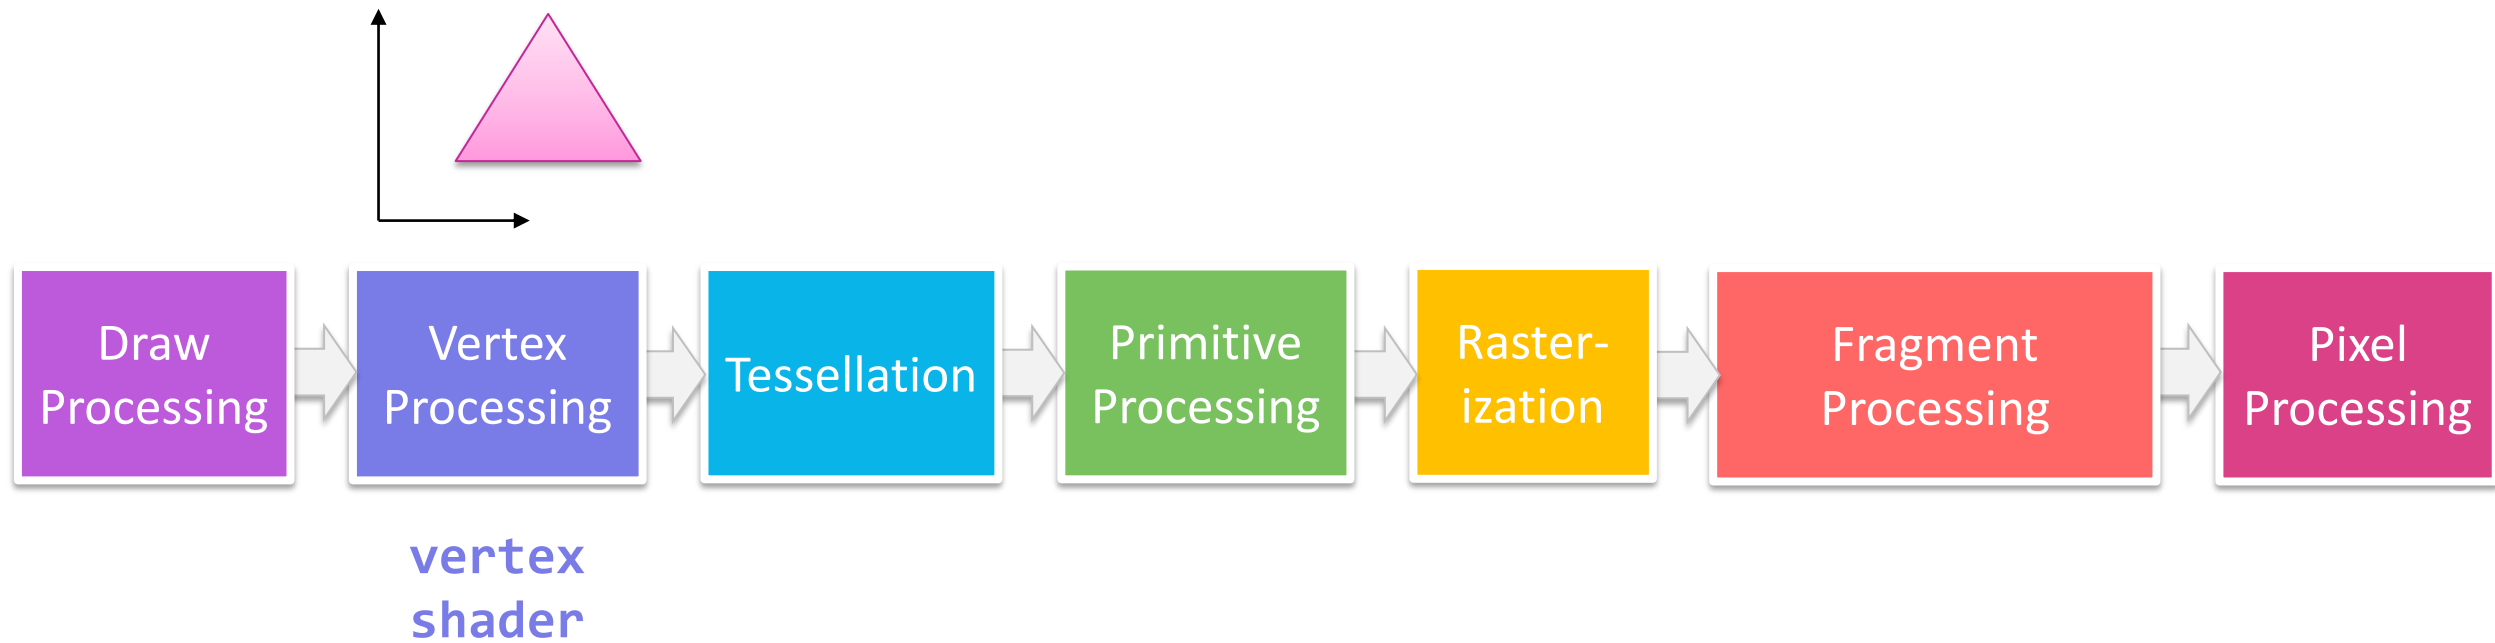 Draw
Processing
Vertex
Processing
Tessellation
Primitive
Processing
Raster-
ization
Fragment
Processing
Pixel
Processing
vertex
shader